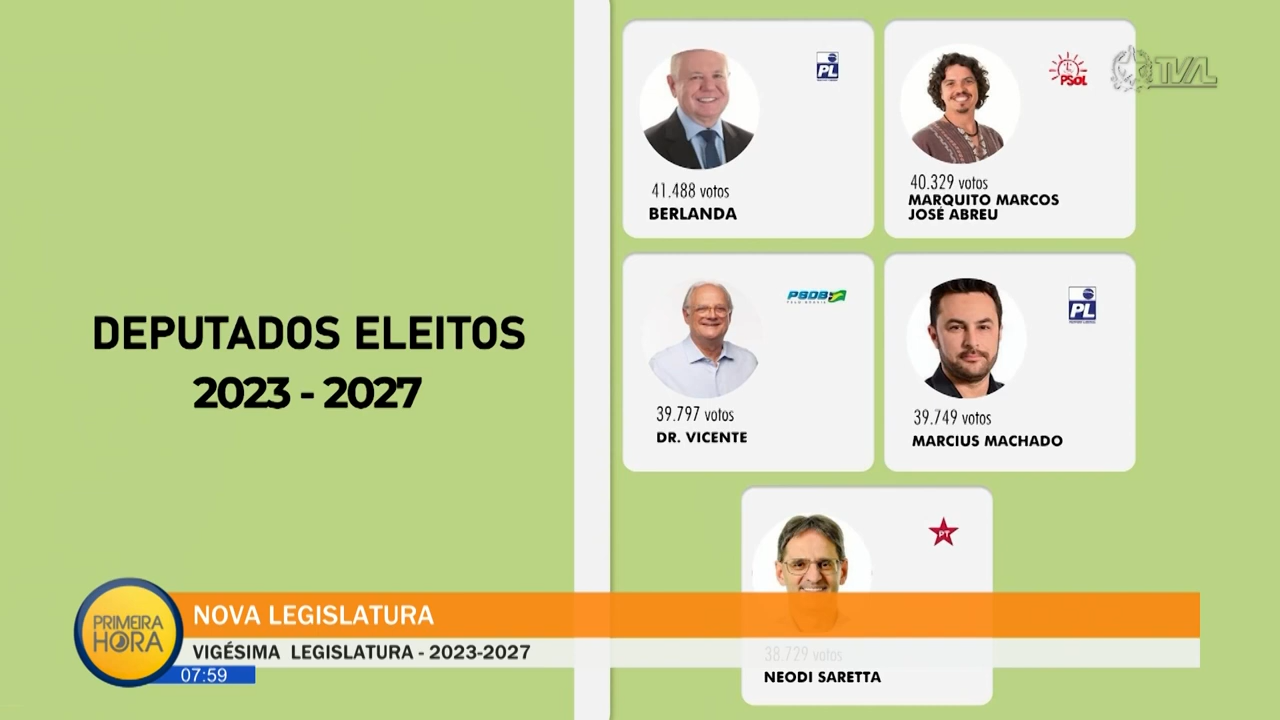 DEPUTADOS ELEITOS
2023 - 2027
PL
41.488 votos
BERLANDA
PSOL
TVAL
40.329 votos
MARQUITO MARCOS
JOSÉ ABREU
PSDB
39.797 votos
DR. VICENTE
PL
39.749 votos
MARCIUS MACHADO
PT
38.729 votos
NEODI SARETTA
PRIMEIRA
HORA
NOVA LEGISLATURA
VIGÉSIMA LEGISLATURA - 2023-2027
07:59